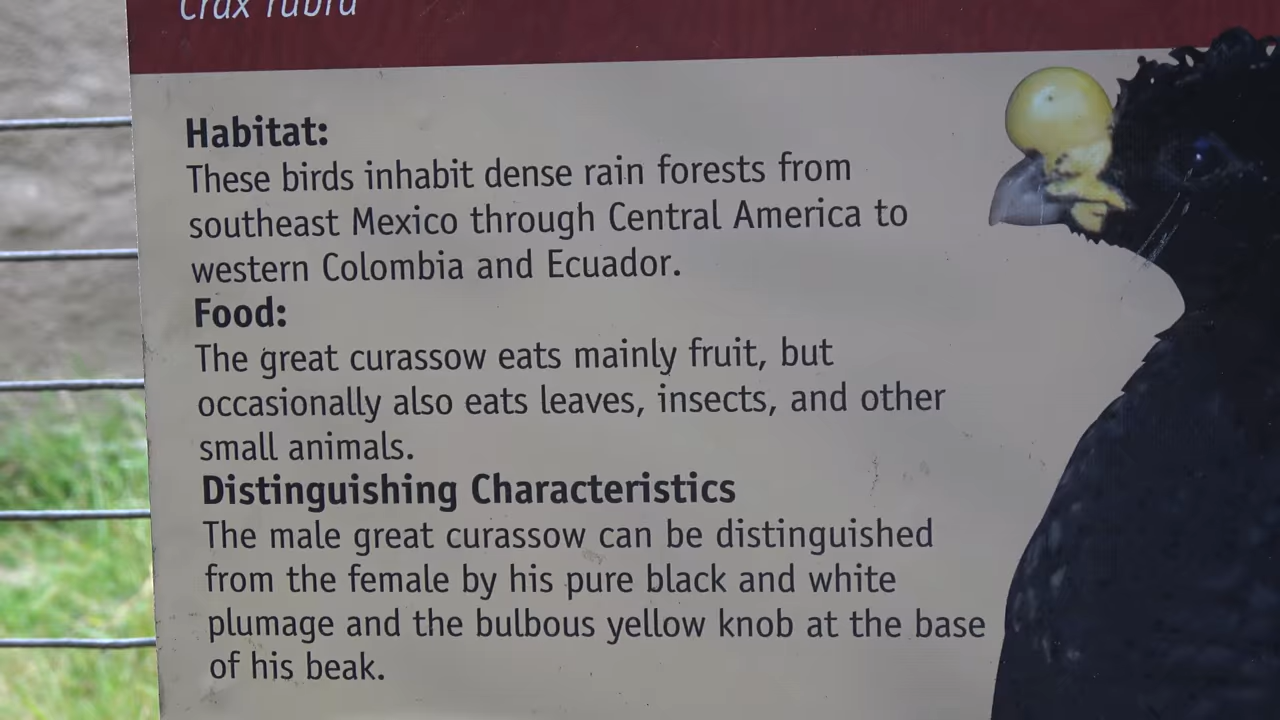 Crax rubra
Habitat:
These birds inhabit dense rain forests from
southeast Mexico through Central America to
western Colombia and Ecuador.
Food:
The great curassow eats mainly fruit, but
occasionally also eats leaves, insects, and other
small animals.
Distinguishing Characteristics
The male great curassow can be distinguished
from the female by his pure black and white
plumage and the bulbous yellow knob at the base
of his beak.